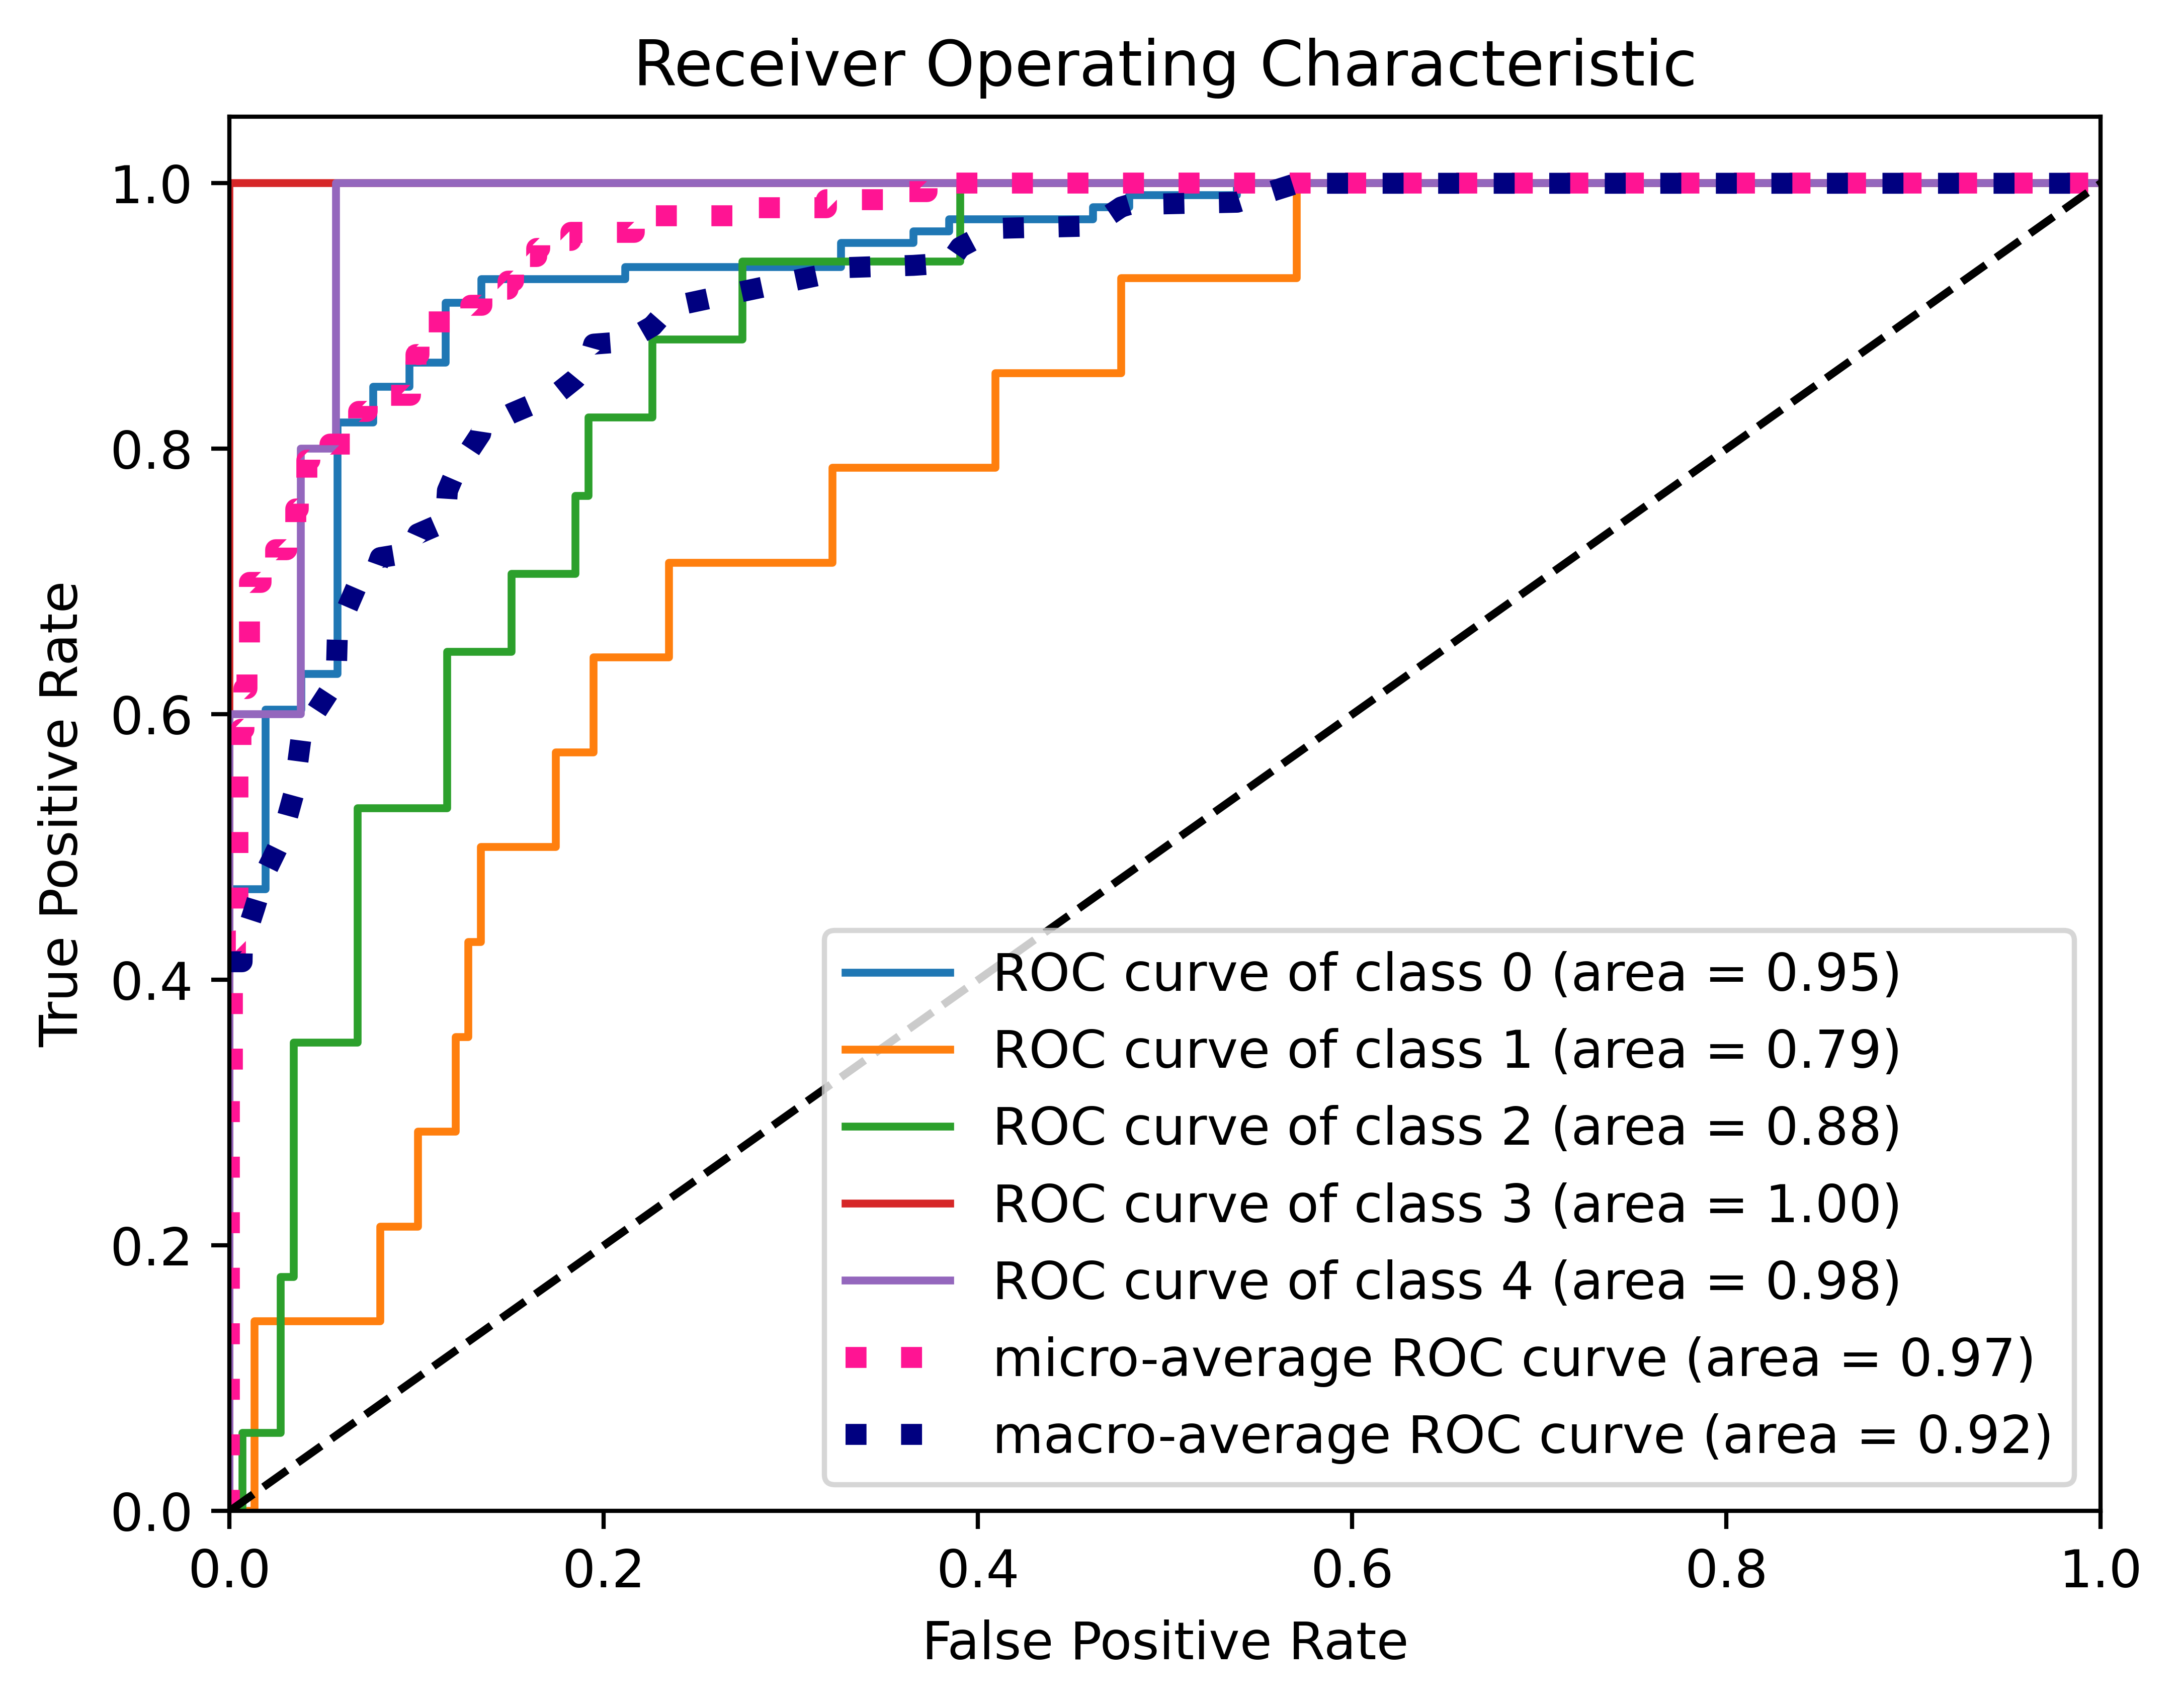 Receiver Operating Characteristic
True Positive Rate
1.0
0.8
0.6
0.4
0.2
0.0
ROC curve of class 0 (area = 0.95)
ROC curve of class 1 (area = 0.79)
ROC curve of class 2 (area = 0.88)
ROC curve of class 3 (area = 1.00)
ROC curve of class 4 (area = 0.98)
micro-average ROC curve (area = 0.97)
macro-average ROC curve (area = 0.92)
0.0 0.2 0.4 0.6 0.8 1.0
False Positive Rate